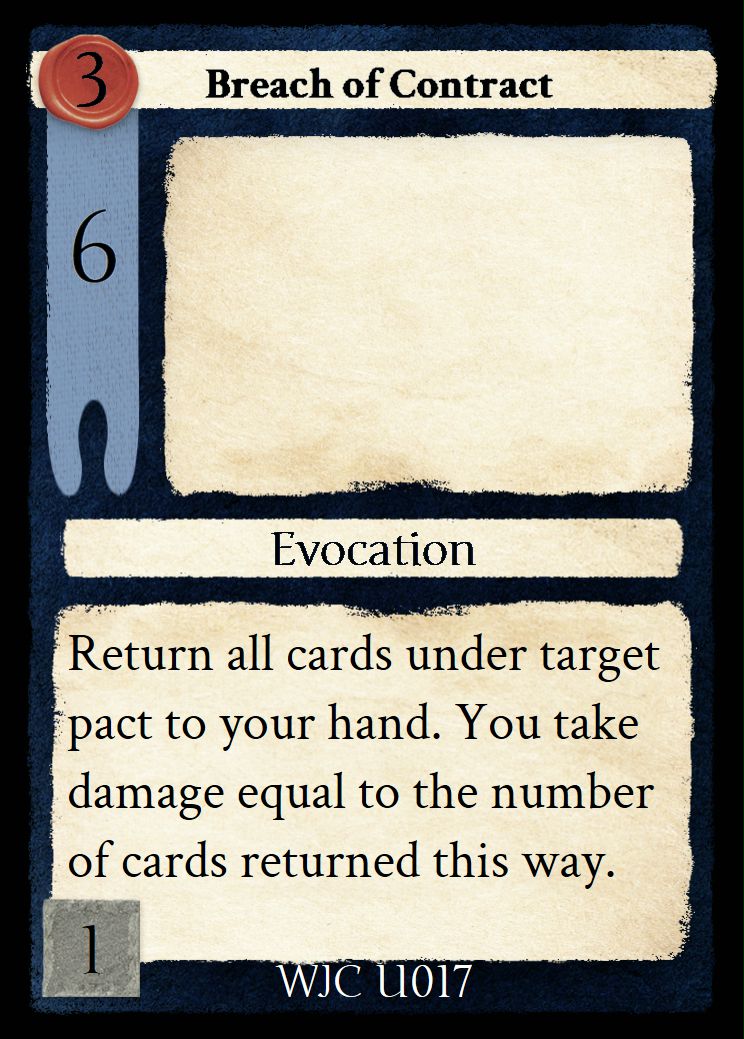 3
Breach of Contract
6
Evocation
Return all cards under target
pact to your hand. You take
damage equal to the number
of cards returned this way.
1
WJC U017